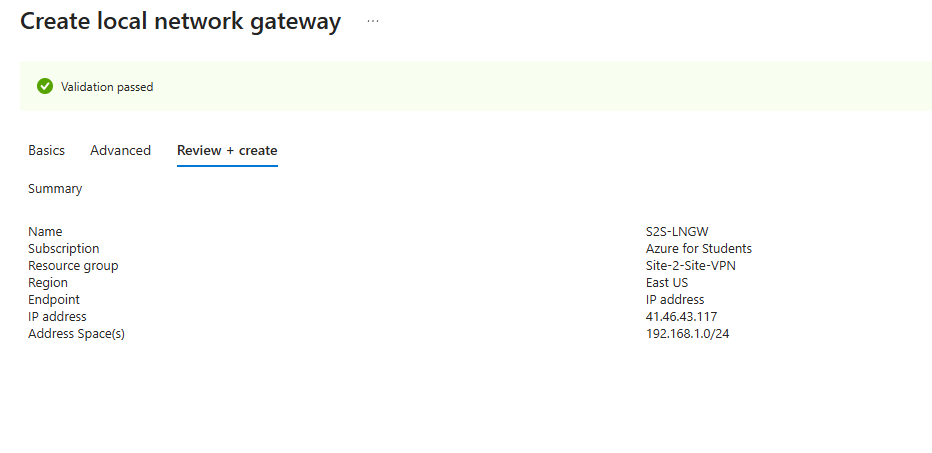 Create local network gateway ...
Validation passed
Basics Advanced Review + create
Summary
Name S2S-LNGW
Subscription Azure for Students
Resource group Site-2-Site-VPN
Region East US
Endpoint IP address
IP address 41.46.43.117
Address Space(s) 192.168.1.0/24